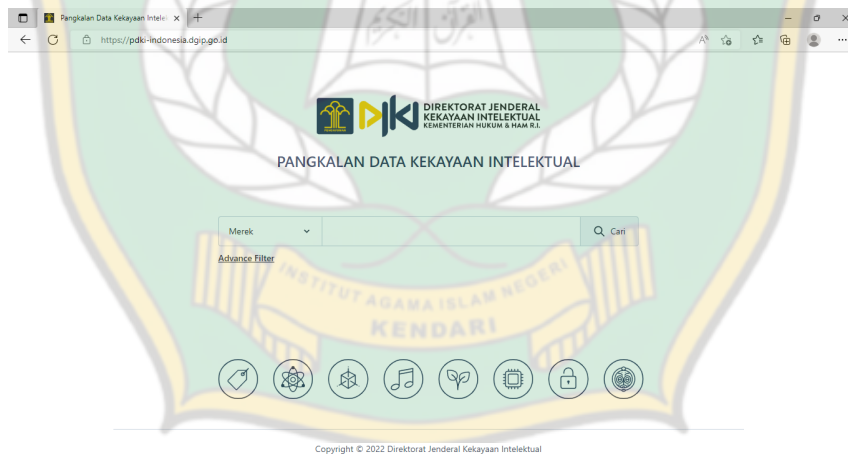 Pangkalan Data Kekayaan Intelek
https://pdki-indonesia.dgip.go.id
DJKI
DIREKTORAT JENDERAL
KEKAYAAN INTELEKTUAL
KEMENTERIAN HUKUM & HAM R.I.
PANGKALAN DATA KEKAYAAN INTELEKTUAL
Merek
Cari
Advance Filter
INSTITUT AGAMA ISLAM NEGERI
KENDARI
Copyright © 2022 Direktorat Jenderal Kekayaan Intelektual